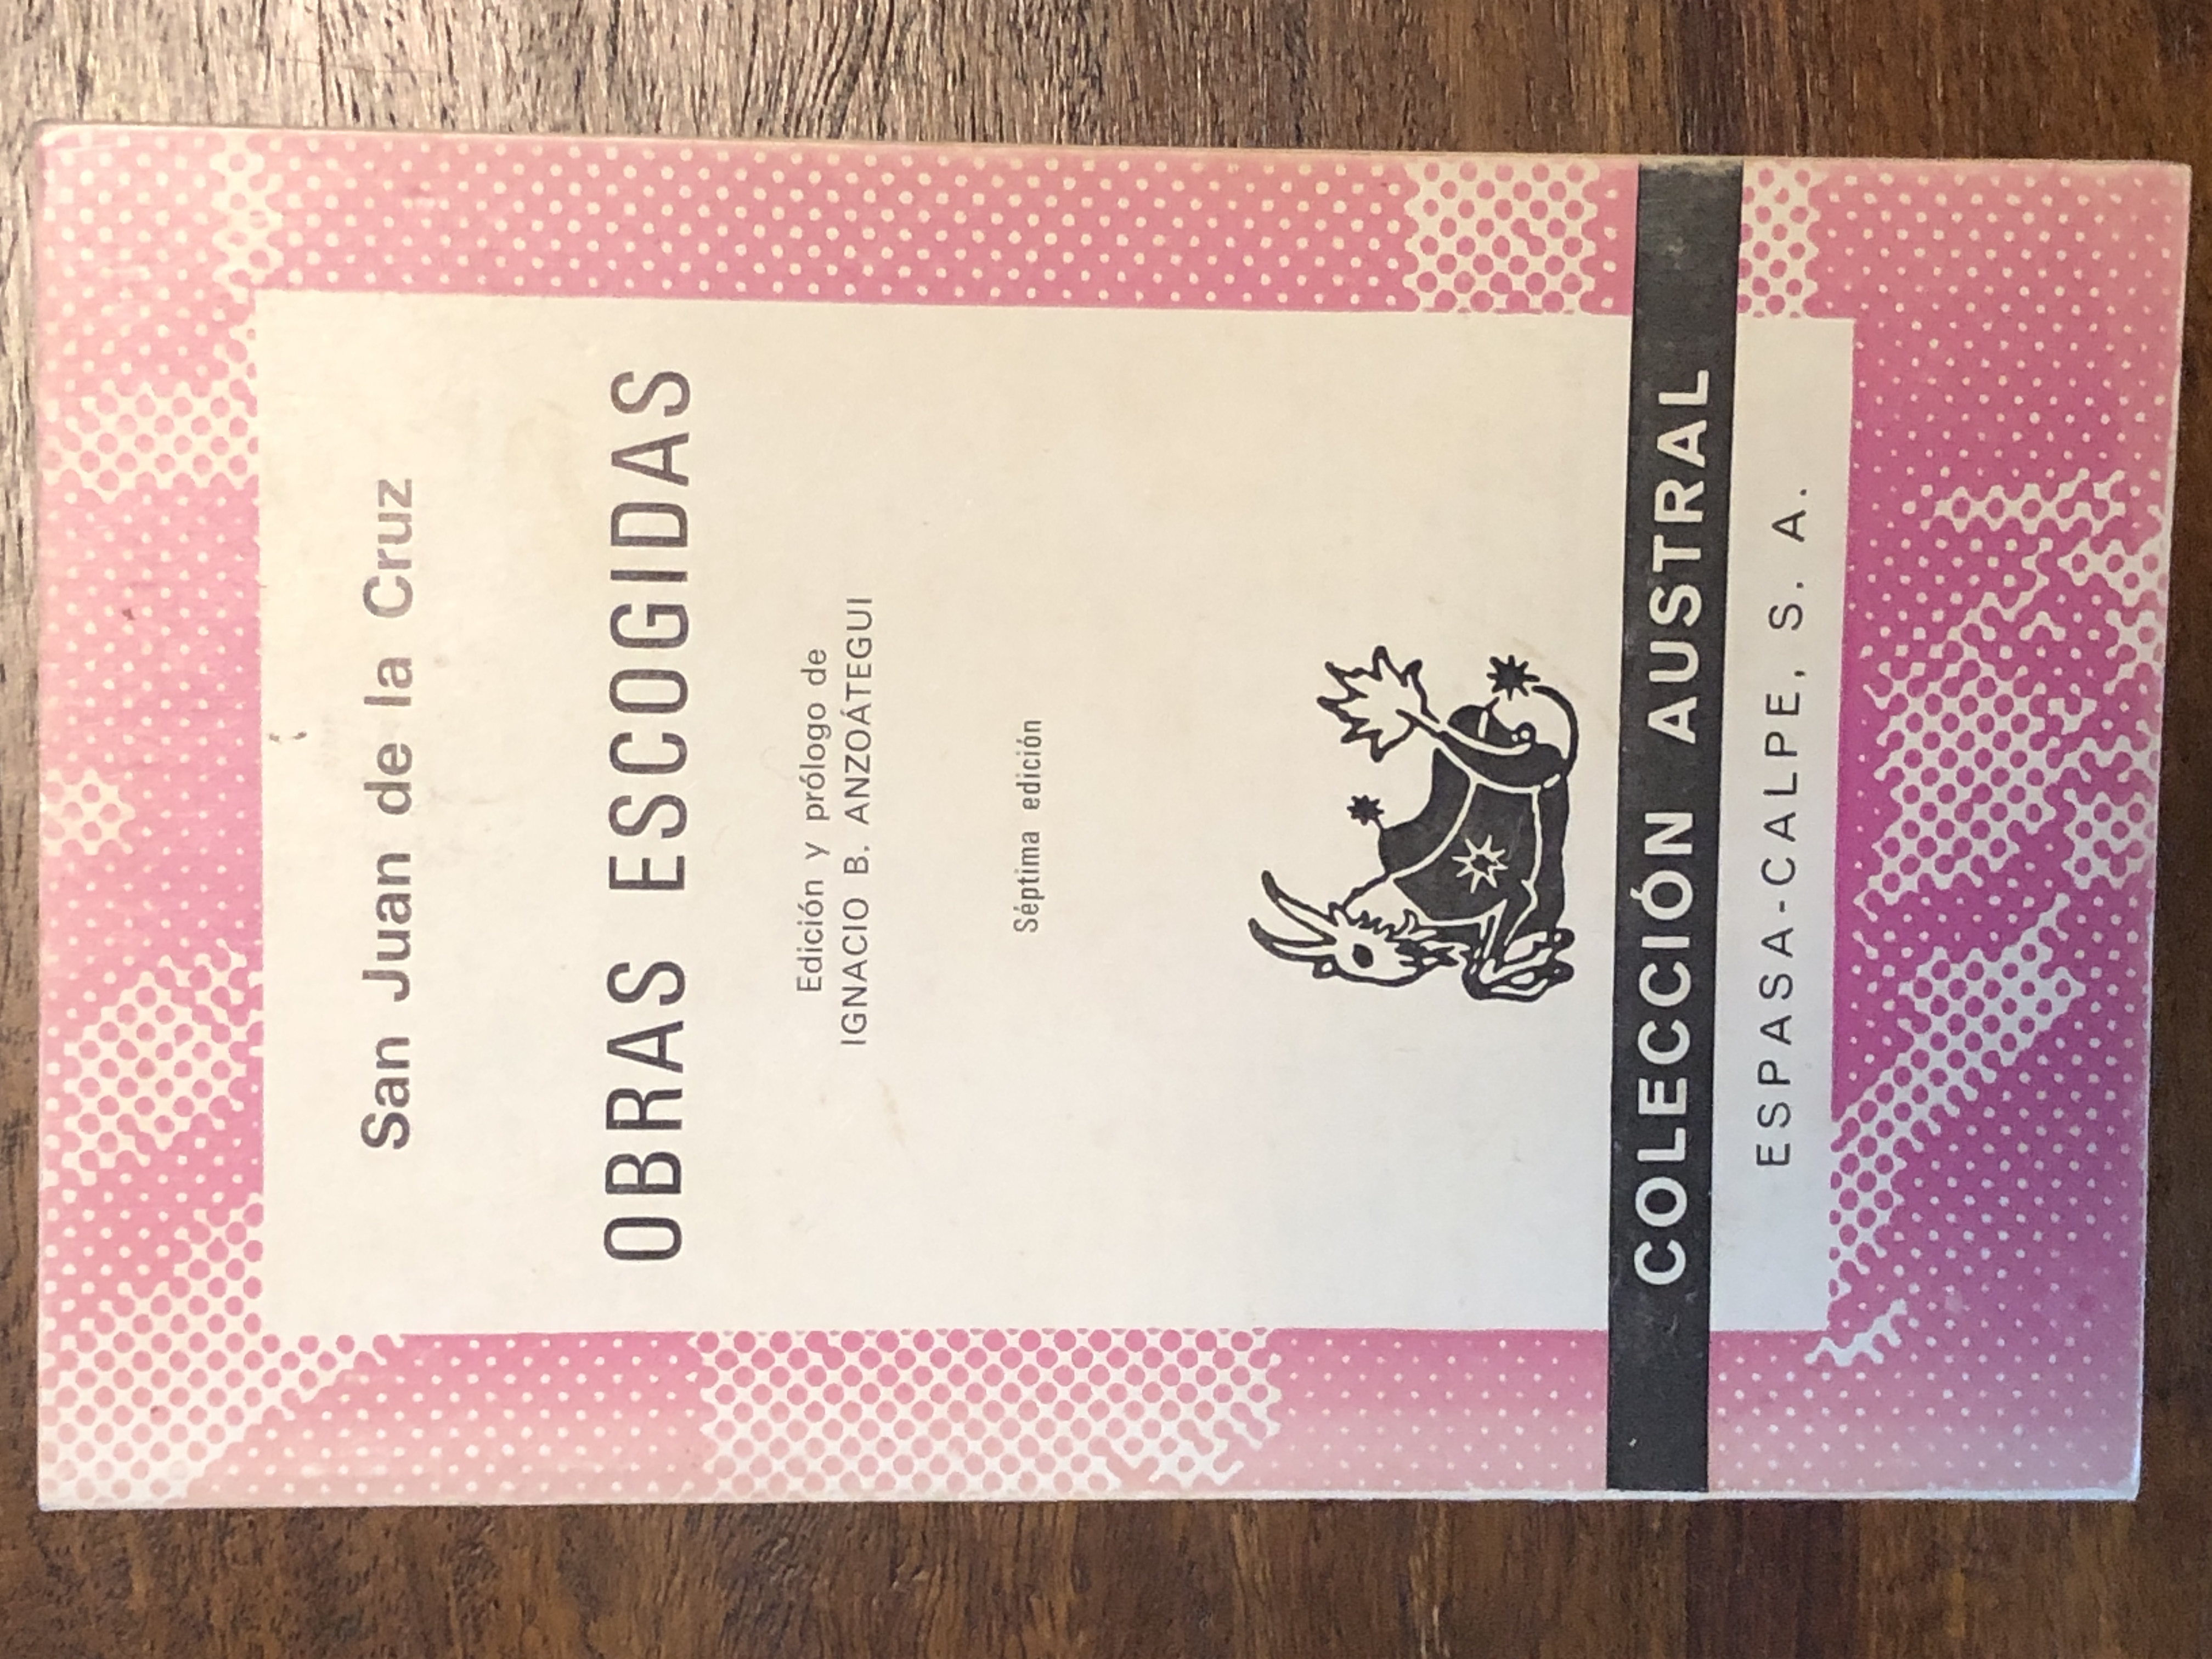 San Juan de la Cruz
OBRAS ESCOGIDAS
Edición y prólogo de
IGNACIO B. ANZOÁTEGUI
Séptima edición
COLECCIÓN AUSTRAL
ESPASA-CALPE, S. A.